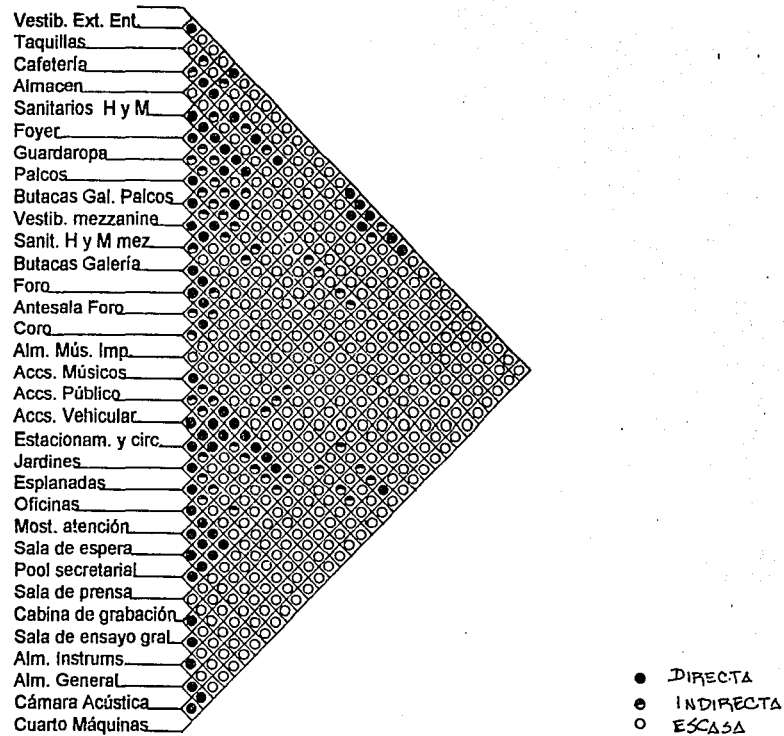 Vestib. Ext. Ent.
Taquillas
Cafetería
Almacen
Sanitarios H y M
Foyer
Guardaropa
Palcos
Butacas Gal. Palcos
Vestib. mezzanine
Sanit. H y M mez
Butacas Galería
Foro
Antesala Foro
Coro
Alm. Mús. Imp.
Accs. Músicos
Accs. Público
Accs. Vehicular
Estacionam. y circ.
Jardines
Esplanadas
Oficinas
Most. atención
Sala de espera
Pool secretarial
Sala de prensa
Cabina de grabación
Sala de ensayo gral.
Alm. Instrums
Alm. General
Cámara Acústica
Cuarto Máquinas
DIRECTA
INDIRECTA
ESCASA